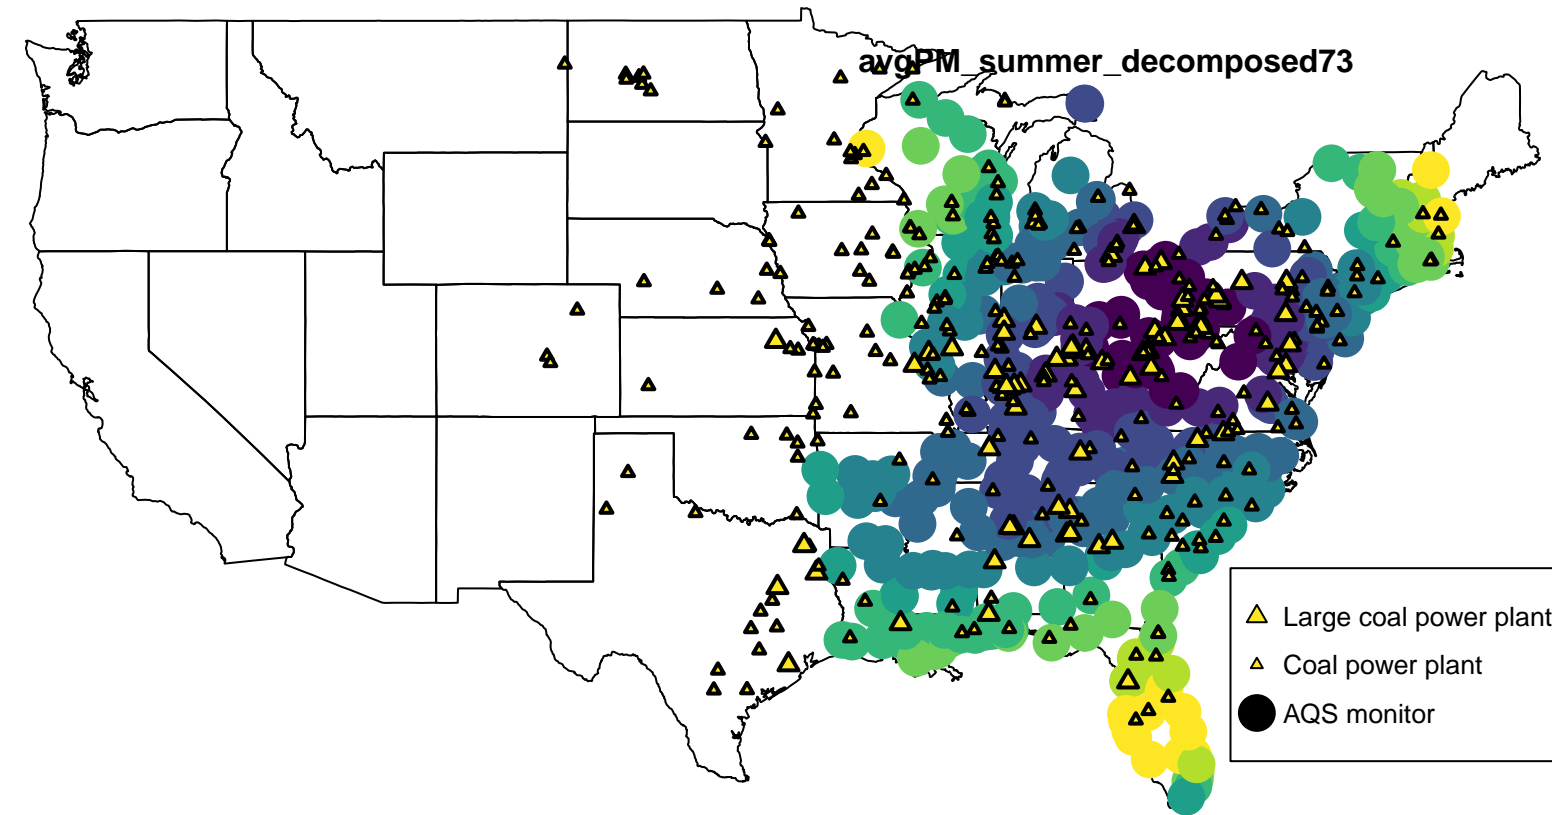 avgPM_summer_decomposed73
Large coal power plant
Coal power plant
AQS monitor